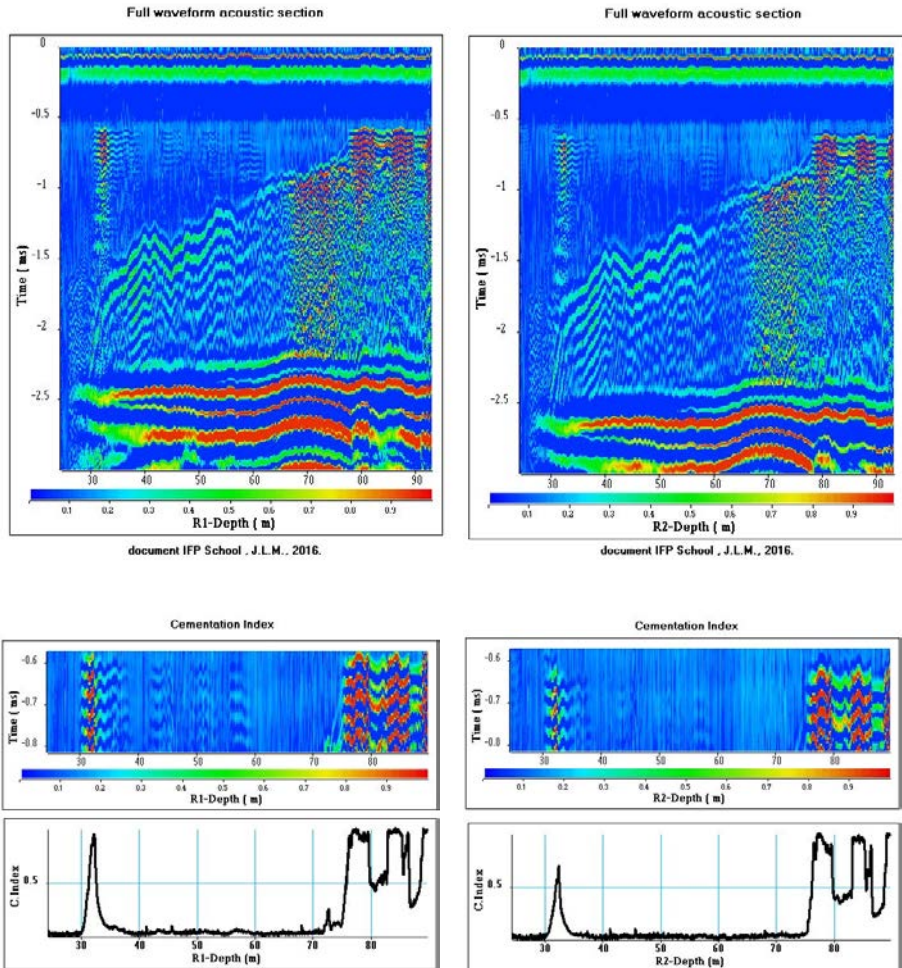 Full waveform acoustic section
0
-0.5
-1
-1.5
-2
-2.5
Time ( ms)
30 40 50 60 70 80 90
0.1 0.2 0.3 0.4 0.5 0.6 0.7 0.8 0.9
R1-Depth ( m)
document IFP School , J.L.M., 2016.
Full waveform acoustic section
0
-0.5
-1
-1.5
-2
-2.5
Time ( ms)
30 40 50 60 70 80 90
0.1 0.2 0.3 0.4 0.5 0.6 0.7 0.8 0.9
R2-Depth ( m)
document IFP School , J.L.M., 2016.
Cementation Index
-0.6
-0.7
-0.8
Time ( ms)
30 40 50 60 70 80
0.1 0.2 0.3 0.4 0.5 0.6 0.7 0.8 0.9
R1-Depth ( m)
C.Index
0.5
30 40 50 60 70 80
R1-Depth ( m)
Cementation Index
-0.6
-0.7
-0.8
Time ( ms)
30 40 50 60 70 80
0.1 0.2 0.3 0.4 0.5 0.6 0.7 0.8 0.9
R2-Depth ( m)
C.Index
0.5
30 40 50 60 70 80
R2-Depth ( m)